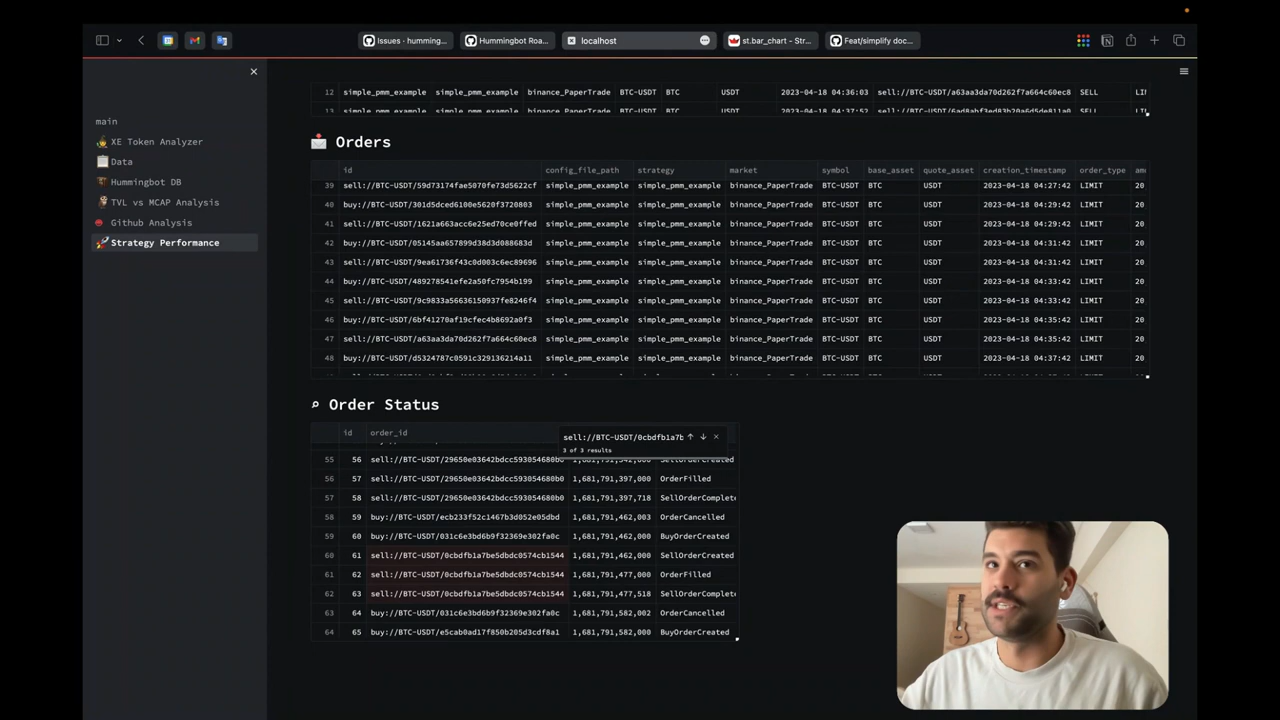 Issues · humming...
Hummingbot Roa...
localhost
st.bar_chart - Str...
Feat/simplify doc...
main
XE Token Analyzer
Data
Hummingbot DB
TVL vs MCAP Analysis
Github Analysis
Strategy Performance
12 simple_pmm_example simple_pmm_example binance_PaperTrade BTC-USDT BTC USDT 2023-04-18 04:36:03 sell://BTC-USDT/a63aa3da70d262f7a664c60ec8 SELL
13 simple_pmm_example simple_pmm_example binance_PaperTrade BTC-USDT BTC USDT 2023-04-18 04:37:52
Orders
id config_file_path strategy market symbol base_asset quote_asset creation_timestamp order_type
39 sell://BTC-USDT/59d73174fae5070fe73d5622cf simple_pmm_example simple_pmm_example binance_PaperTrade BTC-USDT BTC USDT 2023-04-18 04:27:42 LIMIT 20
40 buy://BTC-USDT/301d5dced6100e5620f3720803 simple_pmm_example simple_pmm_example binance_PaperTrade BTC-USDT BTC USDT 2023-04-18 04:29:42 LIMIT 20
41 sell://BTC-USDT/1621a663acc6e25ed70ce0ffed simple_pmm_example simple_pmm_example binance_PaperTrade BTC-USDT BTC USDT 2023-04-18 04:29:42 LIMIT 20
42 buy://BTC-USDT/05145aa657899d38d3d088683d simple_pmm_example simple_pmm_example binance_PaperTrade BTC-USDT BTC USDT 2023-04-18 04:31:42 LIMIT 20
43 sell://BTC-USDT/9ea61736f43c0d003c6ec89696 simple_pmm_example simple_pmm_example binance_PaperTrade BTC-USDT BTC USDT 2023-04-18 04:31:42 LIMIT 20
44 buy://BTC-USDT/489278541efe2a50fc7954b199 simple_pmm_example simple_pmm_example binance_PaperTrade BTC-USDT BTC USDT 2023-04-18 04:33:42 LIMIT 20
45 sell://BTC-USDT/9c9833a56636150937fe8246f4 simple_pmm_example simple_pmm_example binance_PaperTrade BTC-USDT BTC USDT 2023-04-18 04:33:42 LIMIT 20
46 buy://BTC-USDT/6bf41270af19cfec4b8692a0f3 simple_pmm_example simple_pmm_example binance_PaperTrade BTC-USDT BTC USDT 2023-04-18 04:35:42 LIMIT 20
47 sell://BTC-USDT/a63aa3da70d262f7a664c60ec8 simple_pmm_example simple_pmm_example binance_PaperTrade BTC-USDT BTC USDT 2023-04-18 04:35:42 LIMIT 20
48 buy://BTC-USDT/d5324787c0591c329136214a11 simple_pmm_example simple_pmm_example binance_PaperTrade BTC-USDT BTC USDT 2023-04-18 04:37:42 LIMIT 20
Order Status
id order_id
sell://BTC-USDT/0cbdfb1a7b
3 of 3 results
55 56 sell://BTC-USDT/29650e03642bdcc593054680b0 1,681,791,342,000 SellOrderCreated
56 57 sell://BTC-USDT/29650e03642bdcc593054680b0 1,681,791,397,000 OrderFilled
57 58 sell://BTC-USDT/29650e03642bdcc593054680b0 1,681,791,397,718 SellOrderComplete
58 59 buy://BTC-USDT/ecb233f52c1467b3d052e05dbd 1,681,791,462,003 OrderCancelled
59 60 buy://BTC-USDT/031c6e3bd6b9f32369e302fa0c 1,681,791,462,000 BuyOrderCreated
60 61 sell://BTC-USDT/0cbdfb1a7be5dbdc0574cb1544 1,681,791,462,000 SellOrderCreated
61 62 sell://BTC-USDT/0cbdfb1a7be5dbdc0574cb1544 1,681,791,477,000 OrderFilled
62 63 sell://BTC-USDT/0cbdfb1a7be5dbdc0574cb1544 1,681,791,477,518 SellOrderComplete
63 64 buy://BTC-USDT/031c6e3bd6b9f32369e302fa0c 1,681,791,582,002 OrderCancelled
64 65 buy://BTC-USDT/e5cab0ad17f850b205d3cdf8a1 1,681,791,582,000 BuyOrderCreated